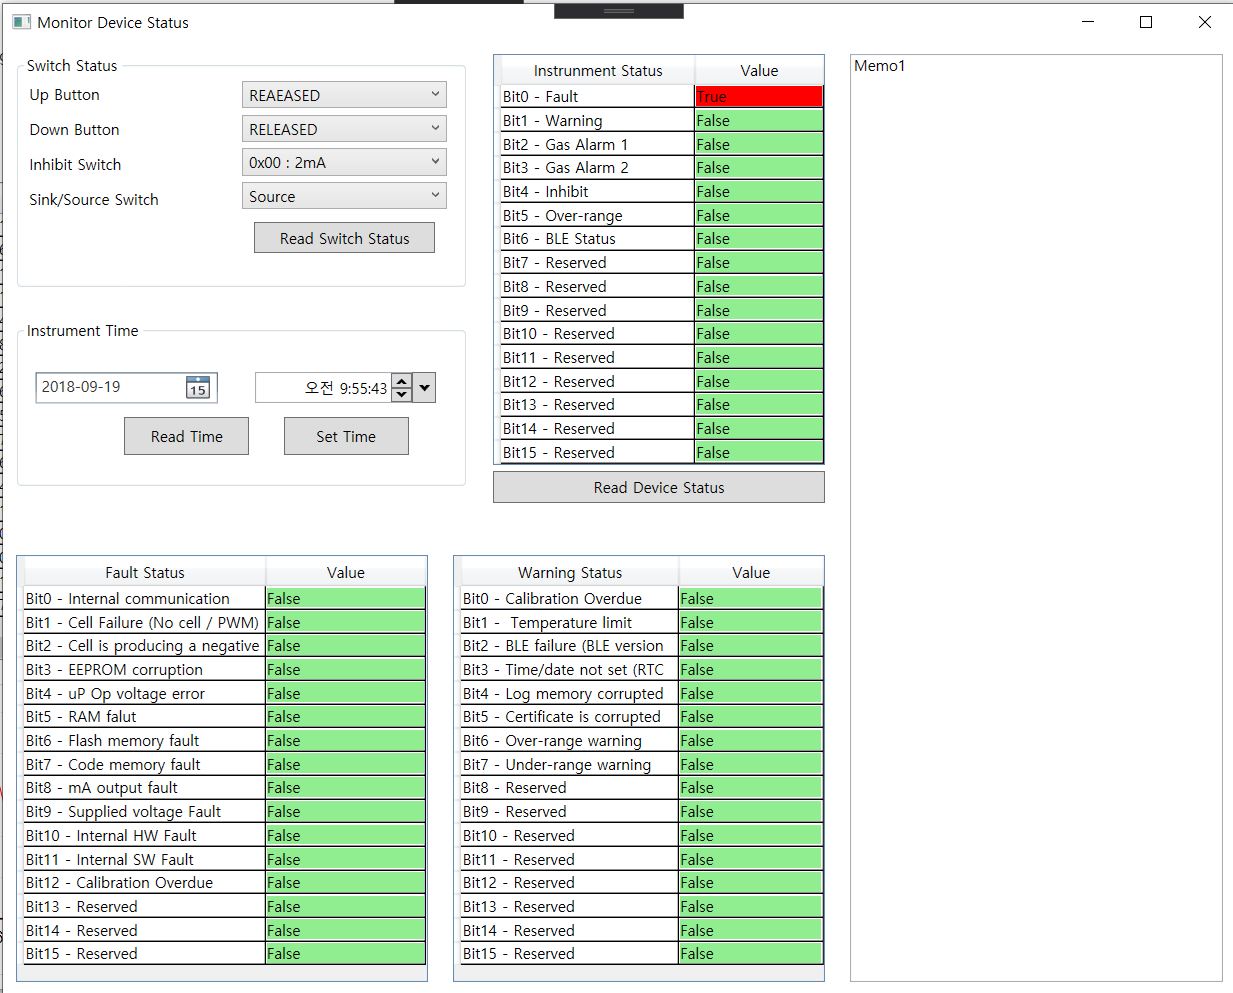 Monitor Device Status
Switch Status
Up Button REAEASED
Down Button RELEASED
Inhibit Switch 0x00 : 2mA
Sink/Source Switch Source
Read Switch Status
Instrument Time
2018-09-19 15 오전 9:55:43
Read Time Set Time
Instrunment Status Value
Bit0 - Fault True
Bit1 - Warning False
Bit2 - Gas Alarm 1 False
Bit3 - Gas Alarm 2 False
Bit4 - Inhibit False
Bit5 - Over-range False
Bit6 - BLE Status False
Bit7 - Reserved False
Bit8 - Reserved False
Bit9 - Reserved False
Bit10 - Reserved False
Bit11 - Reserved False
Bit12 - Reserved False
Bit13 - Reserved False
Bit14 - Reserved False
Bit15 - Reserved False
Read Device Status
Memo1
Fault Status Value
Bit0 - Internal communication False
Bit1 - Cell Failure (No cell / PWM) False
Bit2 - Cell is producing a negative False
Bit3 - EEPROM corruption False
Bit4 - uP Op voltage error False
Bit5 - RAM falut False
Bit6 - Flash memory fault False
Bit7 - Code memory fault False
Bit8 - mA output fault False
Bit9 - Supplied voltage Fault False
Bit10 - Internal HW Fault False
Bit11 - Internal SW Fault False
Bit12 - Calibration Overdue False
Bit13 - Reserved False
Bit14 - Reserved False
Bit15 - Reserved False
Warning Status Value
Bit0 - Calibration Overdue False
Bit1 - Temperature limit False
Bit2 - BLE failure (BLE version False
Bit3 - Time/date not set (RTC False
Bit4 - Log memory corrupted False
Bit5 - Certificate is corrupted False
Bit6 - Over-range warning False
Bit7 - Under-range warning False
Bit8 - Reserved False
Bit9 - Reserved False
Bit10 - Reserved False
Bit11 - Reserved False
Bit12 - Reserved False
Bit13 - Reserved False
Bit14 - Reserved False
Bit15 - Reserved False